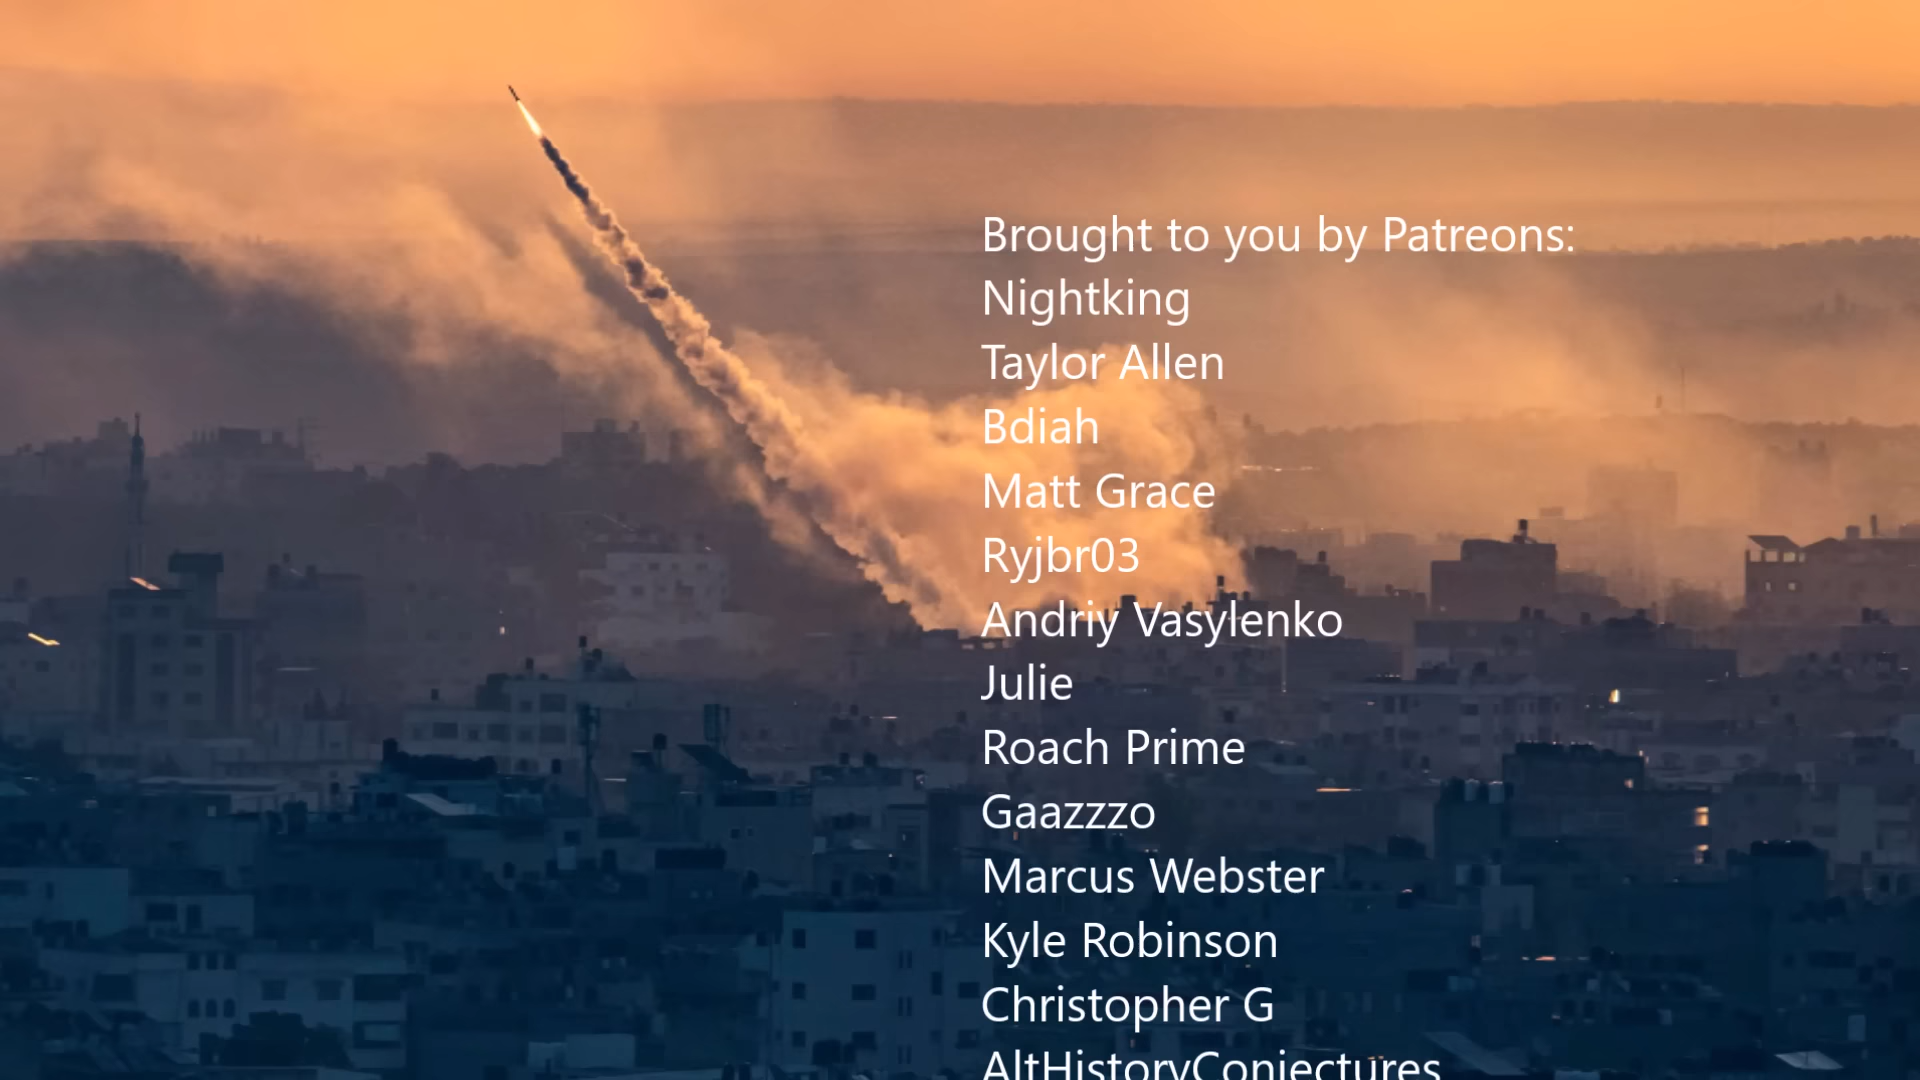 Brought to you by Patreons:
Nightking
Taylor Allen
Bdiah
Matt Grace
Ryjbr03
Andriy Vasylenko
Julie
Roach Prime
Gaazzzo
Marcus Webster
Kyle Robinson
Christopher G
AltHistoryConjectures